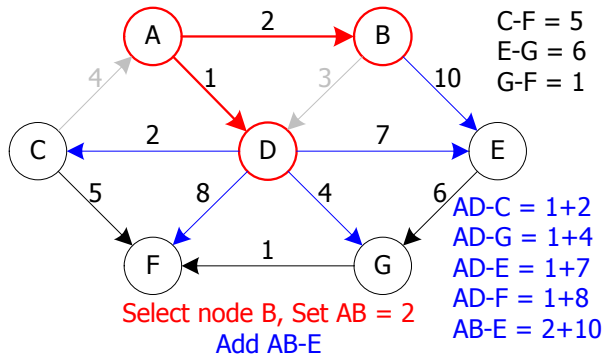 C-F = 5
E-G = 6
G-F = 1
A
2
B
4
1
3
10
C
2
D
7
E
5
8
4
6
F
1
G
AD-C = 1+2
AD-G = 1+4
AD-E = 1+7
AD-F = 1+8
AB-E = 2+10
Select node B, Set AB = 2
Add AB-E